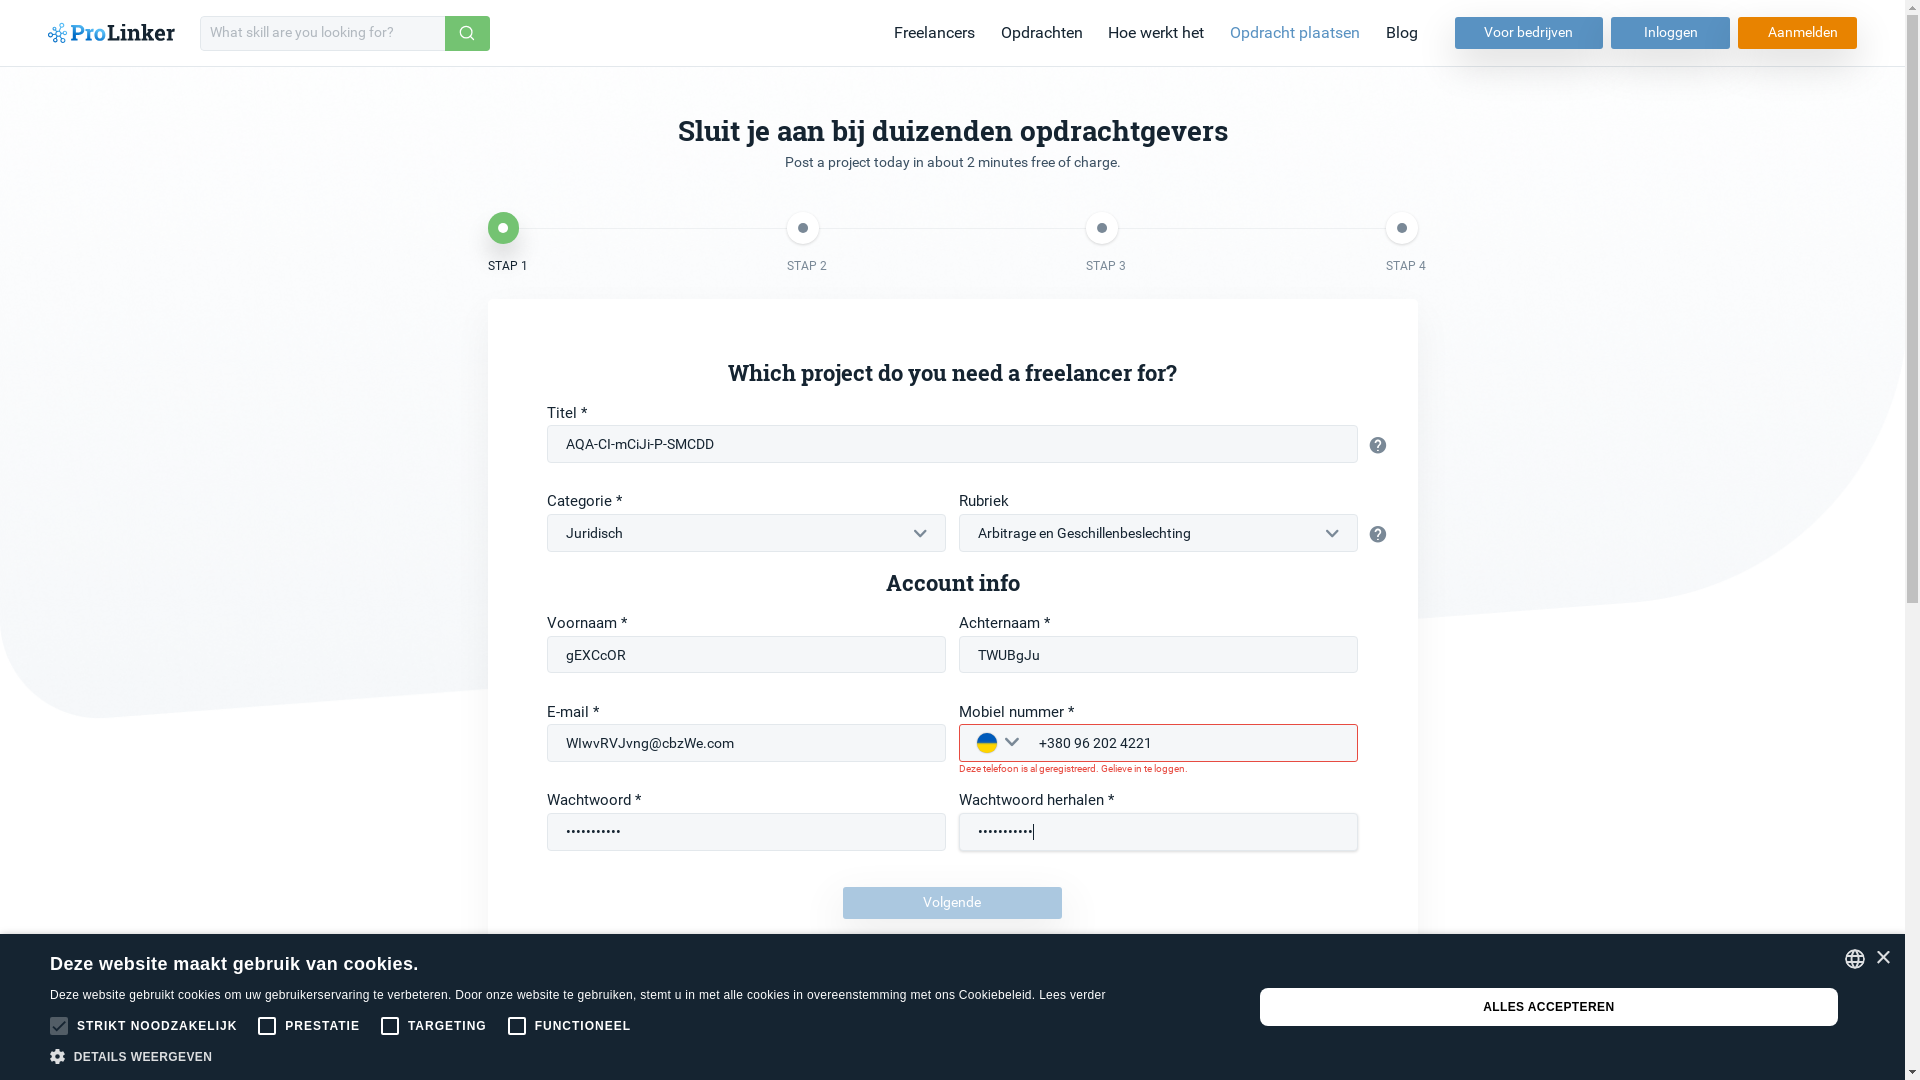 ProLinker
What skill are you looking for?
Freelancers
Opdrachten
Hoe werkt het
Opdracht plaatsen
Blog
Voor bedrijven
Inloggen
Aanmelden
Sluit je aan bij duizenden opdrachtgevers
Post a project today in about 2 minutes free of charge.
STAP 1
STAP 2
STAP 3
STAP 4
Which project do you need a freelancer for?
Titel *
AQA-CI-mCiJi-P-SMCDD
Categorie *
Rubriek
Juridisch
Arbitrage en Geschillenbeslechting
Account info
Voornaam *
Achternaam *
gEXCcOR
TWUBgJu
E-mail *
Mobiel nummer *
WIwvRVJvng@cbzWe.com
+380 96 202 4221
Deze telefoon is al geregistreerd. Gelieve in te loggen.
Wachtwoord *
Wachtwoord herhalen *
•••••••••••
•••••••••••
Volgende
Deze website maakt gebruik van cookies.
Deze website gebruikt cookies om uw gebruikerservaring te verbeteren. Door onze website te gebruiken, stemt u in met alle cookies in overeenstemming met ons Cookiebeleid. Lees verder
STRIKT NOODZAKELIJK
PRESTATIE
TARGETING
FUNCTIONEEL
DETAILS WEERGEVEN
ALLES ACCEPTEREN